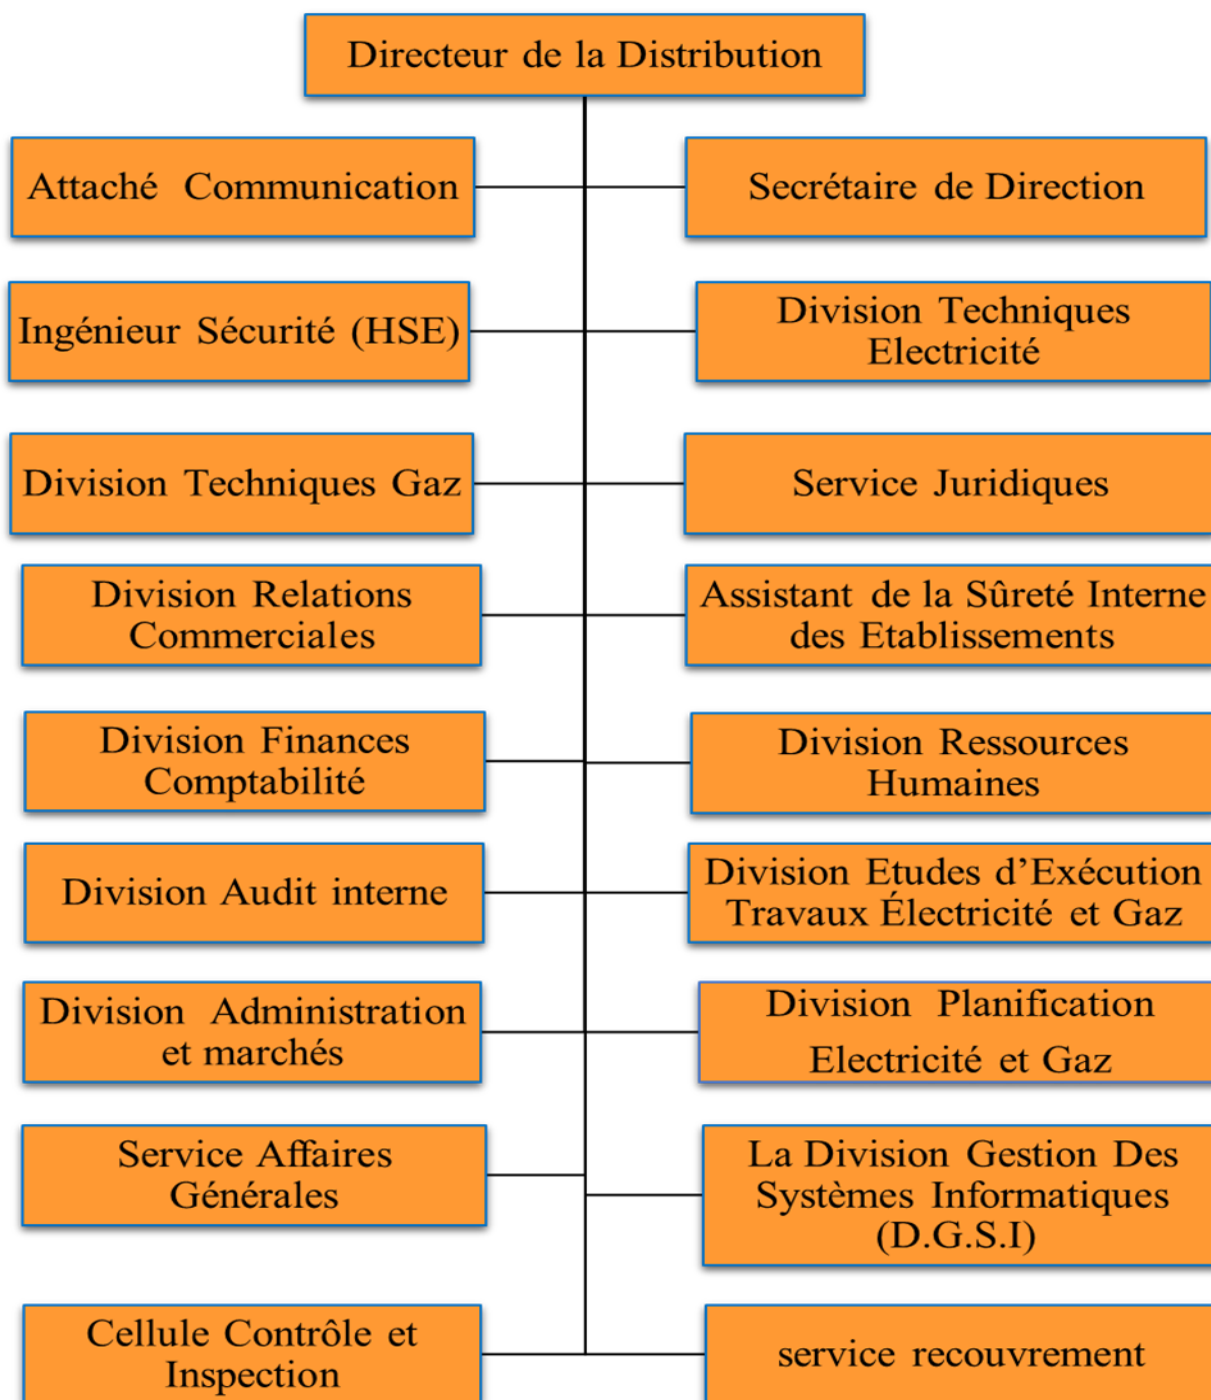 Directeur de la Distribution
Attaché Communication
Secrétaire de Direction
Ingénieur Sécurité (HSE)
Division Techniques
Electricité
Division Techniques Gaz
Service Juridiques
Division Relations
Commerciales
Assistant de la Sûreté Interne
des Etablissements
Division Finances
Comptabilité
Division Ressources
Humaines
Division Audit interne
Division Etudes d’Exécution
Travaux Électricité et Gaz
Division Administration
et marchés
Division Planification
Electricité et Gaz
Service Affaires
Générales
La Division Gestion Des
Systèmes Informatiques
(D.G.S.I)
Cellule Contrôle et
Inspection
service recouvrement